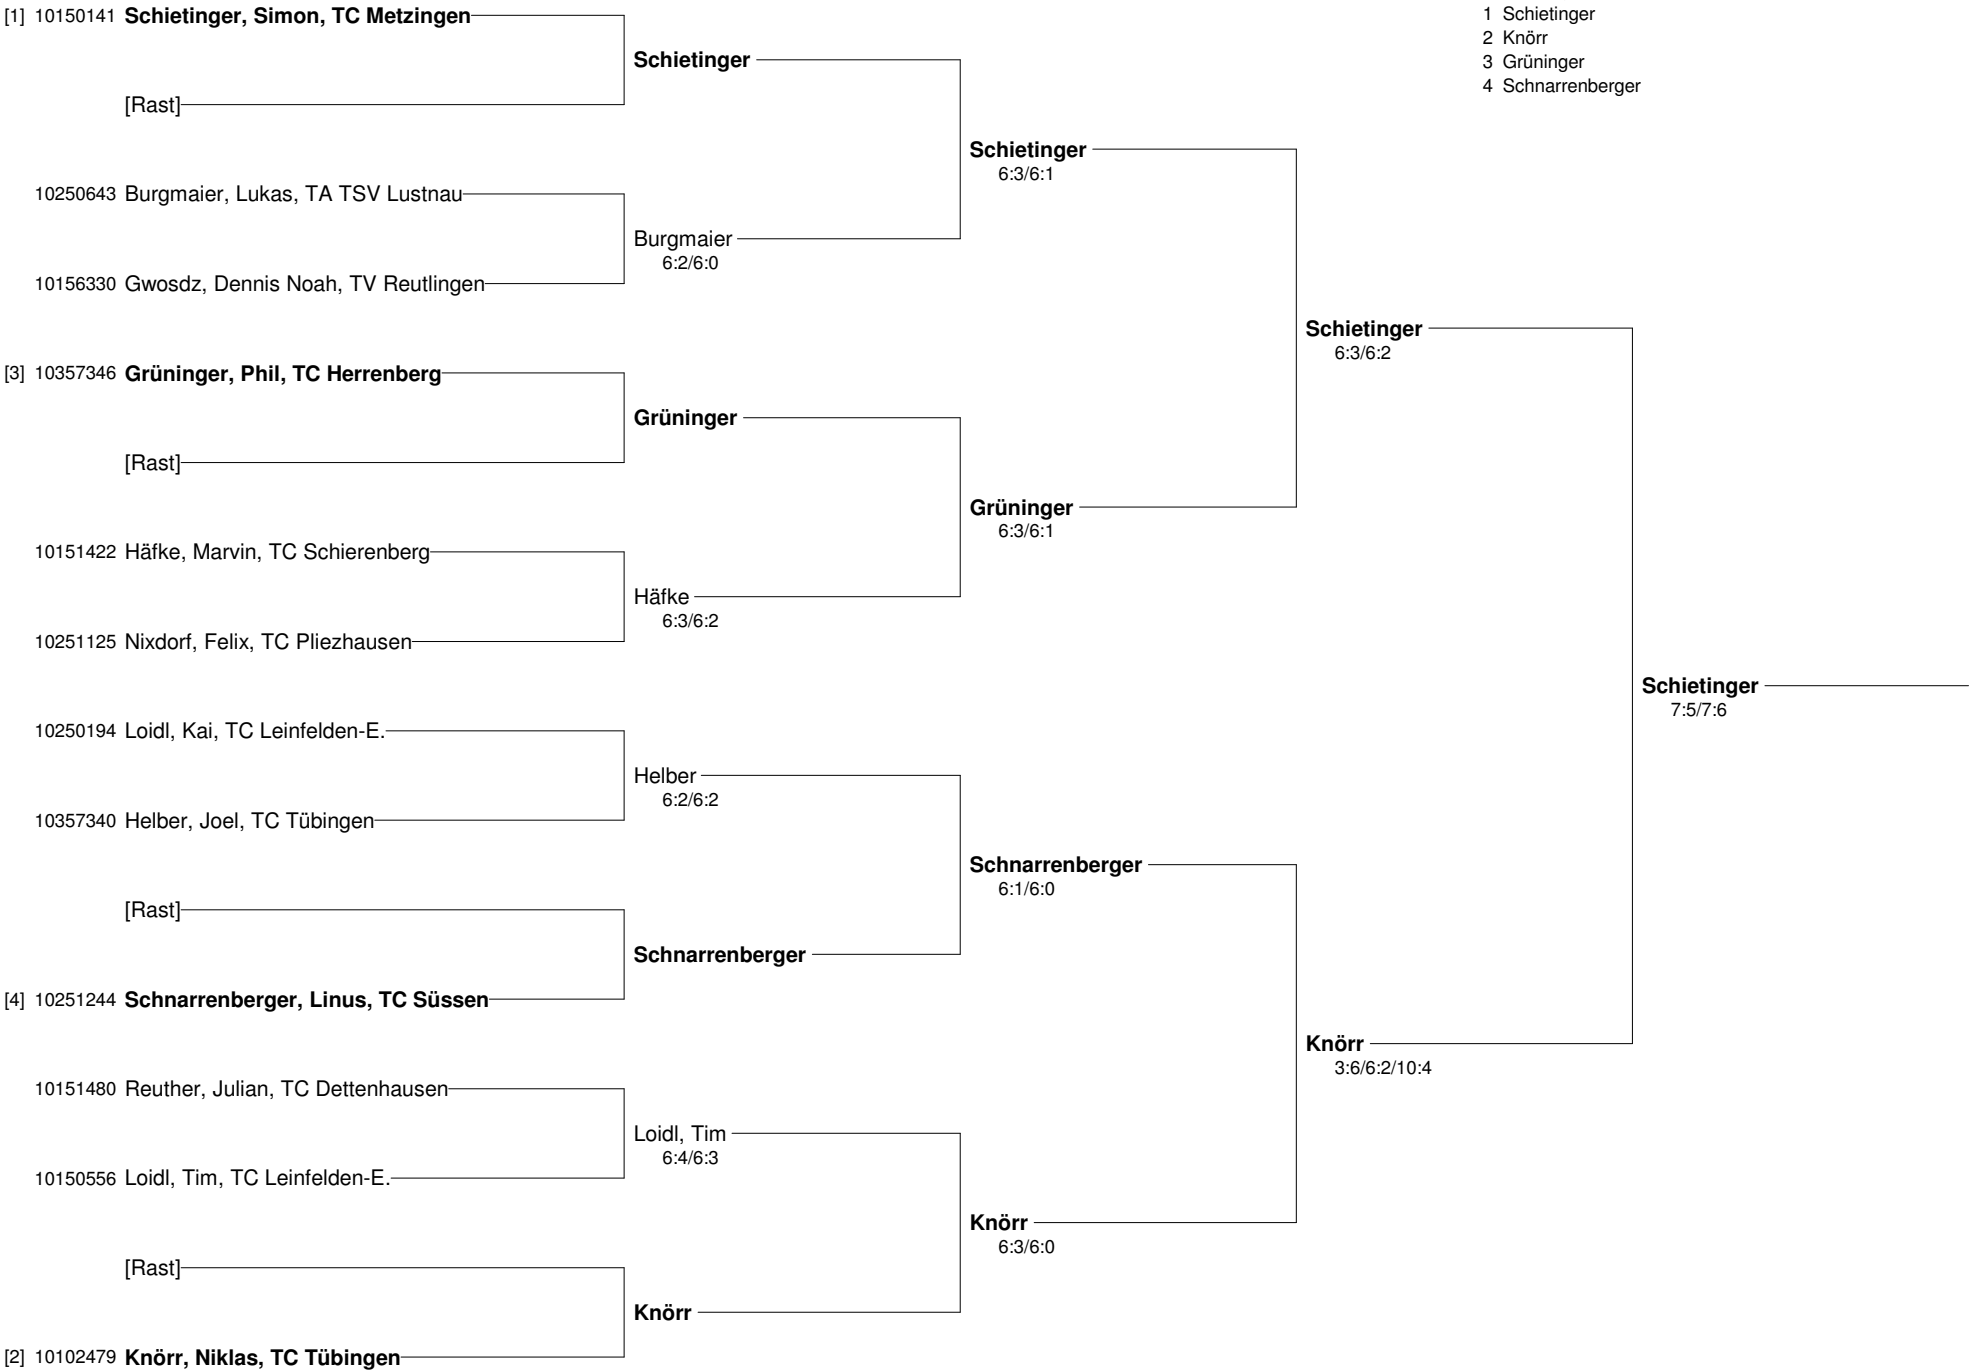 [1] 10150141 Schietinger, Simon, TC Metzingen
1 Schietinger
2 Knörr
3 Grüninger
4 Schnarrenberger
Schietinger
[Rast]
Schietinger
6:3/6:1
10250643 Burgmaier, Lukas, TA TSV Lustnau
Burgmaier
6:2/6:0
10156330 Gwosdz, Dennis Noah, TV Reutlingen
Schietinger
6:3/6:2
[3] 10357346 Grüninger, Phil, TC Herrenberg
Grüninger
[Rast]
Grüninger
6:3/6:1
10151422 Häfke, Marvin, TC Schierenberg
Häfke
6:3/6:2
10251125 Nixdorf, Felix, TC Pliezhausen
Schietinger
7:5/7:6
10250194 Loidl, Kai, TC Leinfelden-E.
Helber
6:2/6:2
10357340 Helber, Joel, TC Tübingen
Schnarrenberger
6:1/6:0
[Rast]
Schnarrenberger
[4] 10251244 Schnarrenberger, Linus, TC Süssen
Knörr
3:6/6:2/10:4
10151480 Reuther, Julian, TC Dettenhausen
Loidl, Tim
6:4/6:3
10150556 Loidl, Tim, TC Leinfelden-E.
Knörr
6:3/6:0
[Rast]
Knörr
[2] 10102479 Knörr, Niklas, TC Tübingen